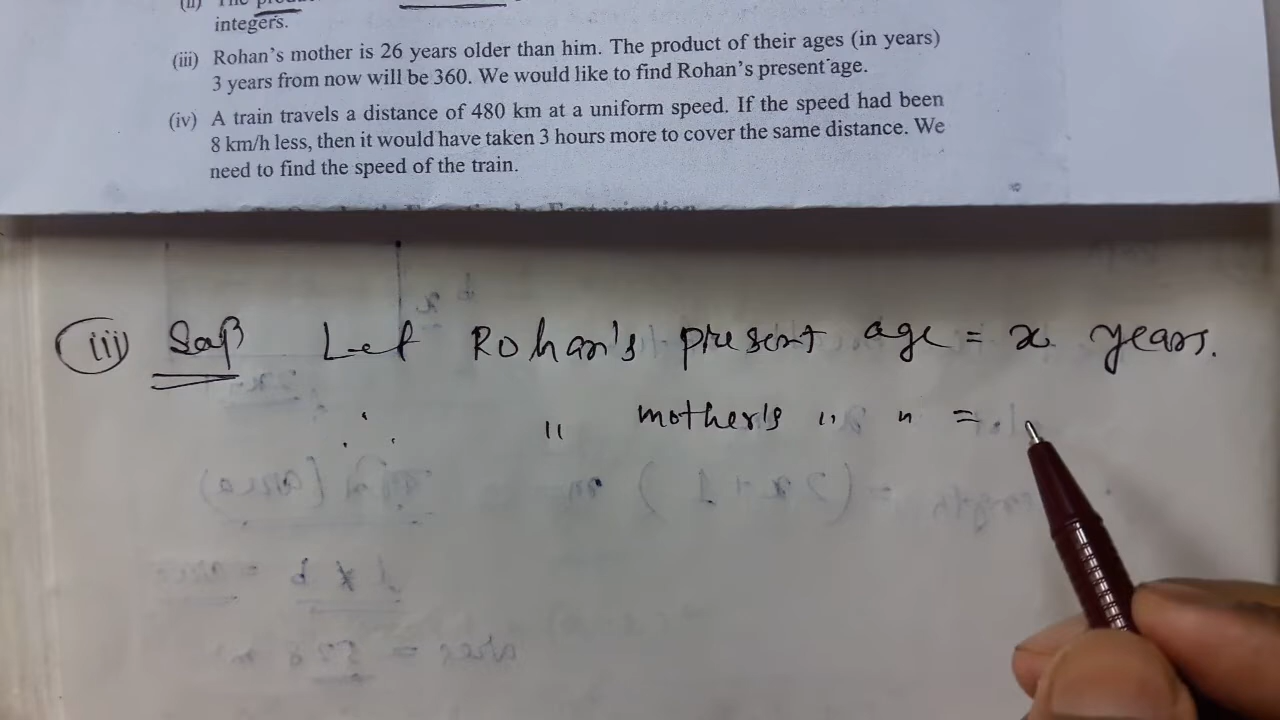 (ii) The product
integers.
(iii) Rohan's mother is 26 years older than him. The product of their ages (in years)
3 years from now will be 360. We would like to find Rohan's present age.
(iv) A train travels a distance of 480 km at a uniform speed. If the speed had been
8 km/h less, then it would have taken 3 hours more to cover the same distance. We
need to find the speed of the train.
(iii) Let Rohan's present age = x years.
∴ " mother's " " =